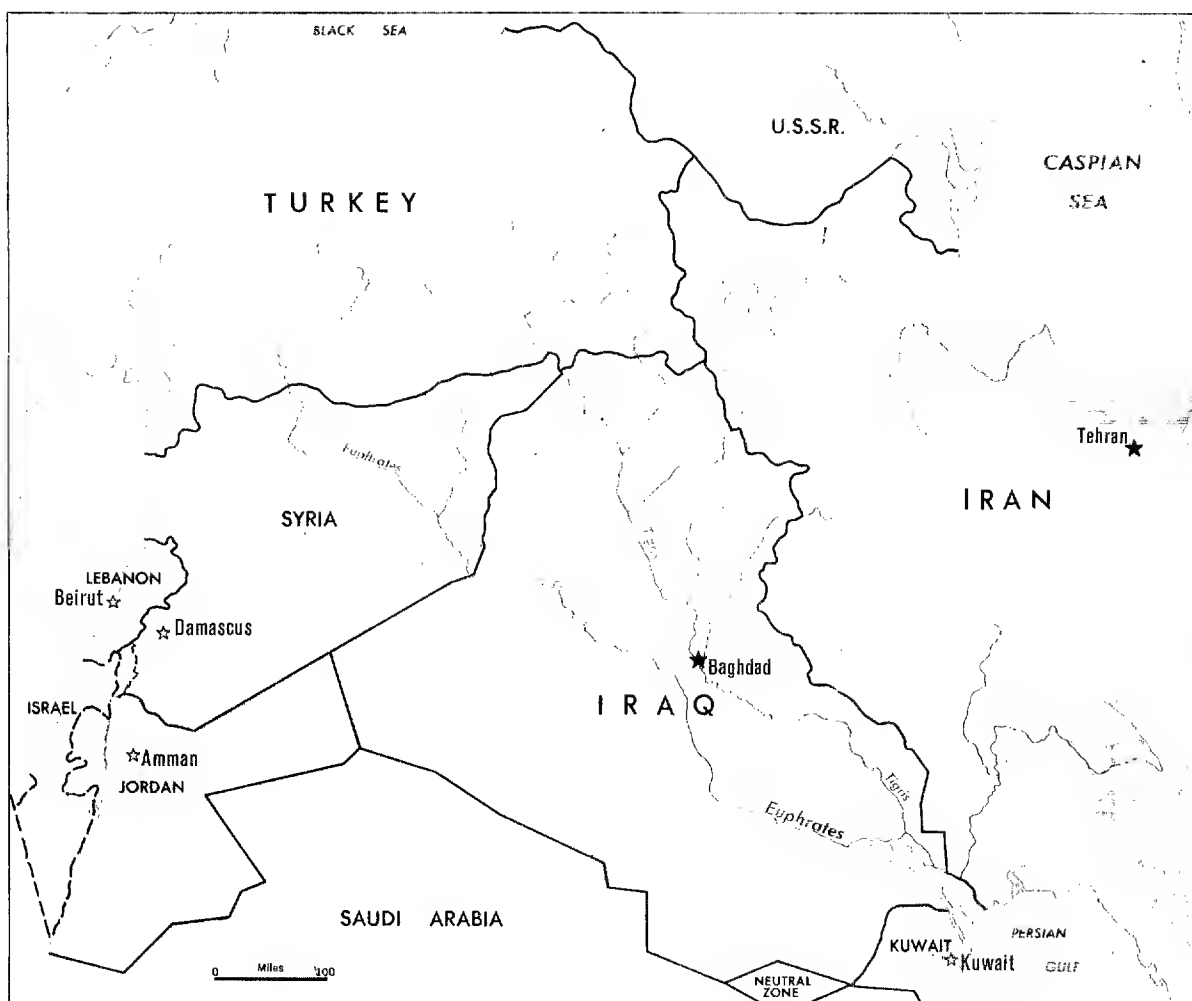 BLACK SEA
U.S.S.R.
CASPIAN
SEA
TURKEY
Tehran
Euphrates
IRAN
SYRIA
LEBANON
Beirut
Damascus
Baghdad
IRAQ
ISRAEL
Amman
JORDAN
Tigris
Euphrates
SAUDI ARABIA
KUWAIT
Kuwait
PERSIAN
GULF
0 Miles 100
NEUTRAL
ZONE